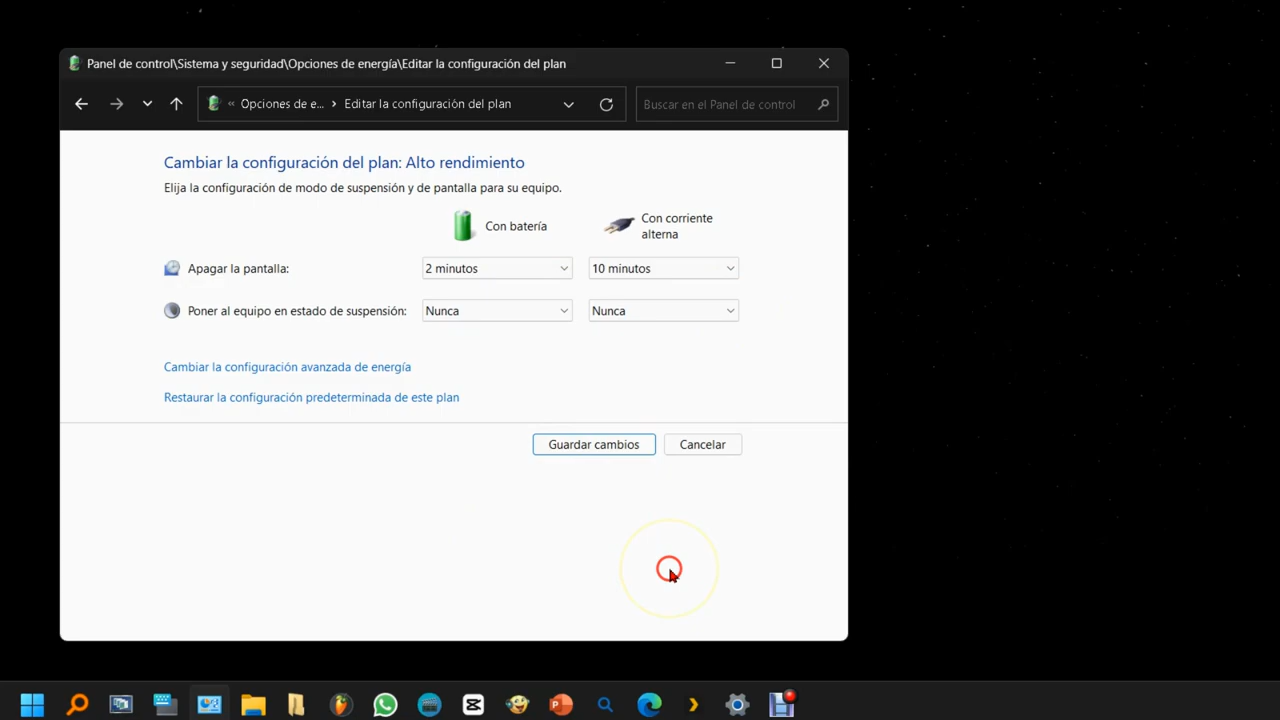 Panel de control\Sistema y seguridad\Opciones de energía\Editar la configuración del plan
« Opciones de e... › Editar la configuración del plan
Buscar en el Panel de control
Cambiar la configuración del plan: Alto rendimiento
Elija la configuración de modo de suspensión y de pantalla para su equipo.
Con batería
Con corriente
alterna
Apagar la pantalla: 2 minutos 10 minutos
Poner al equipo en estado de suspensión: Nunca Nunca
Cambiar la configuración avanzada de energía
Restaurar la configuración predeterminada de este plan
Guardar cambios Cancelar